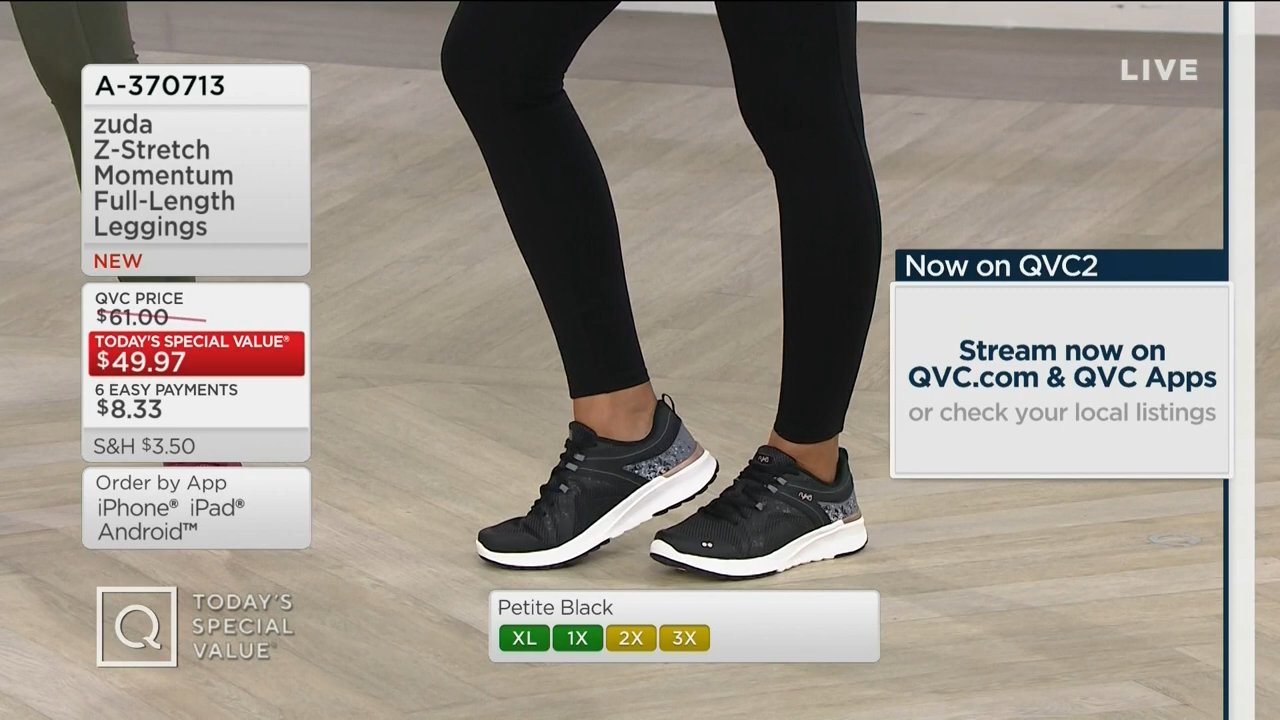 A-370713
zuda
Z-Stretch
Momentum
Full-Length
Leggings
NEW
QVC PRICE
$61.00
TODAY'S SPECIAL VALUE®
$49.97
6 EASY PAYMENTS
$8.33
S&H $3.50
Order by App
iPhone® iPad®
Android™
Q
TODAY'S
SPECIAL
VALUE®
Petite Black
XL 1X 2X 3X
LIVE
Now on QVC2
Stream now on
QVC.com & QVC Apps
or check your local listings
ryka